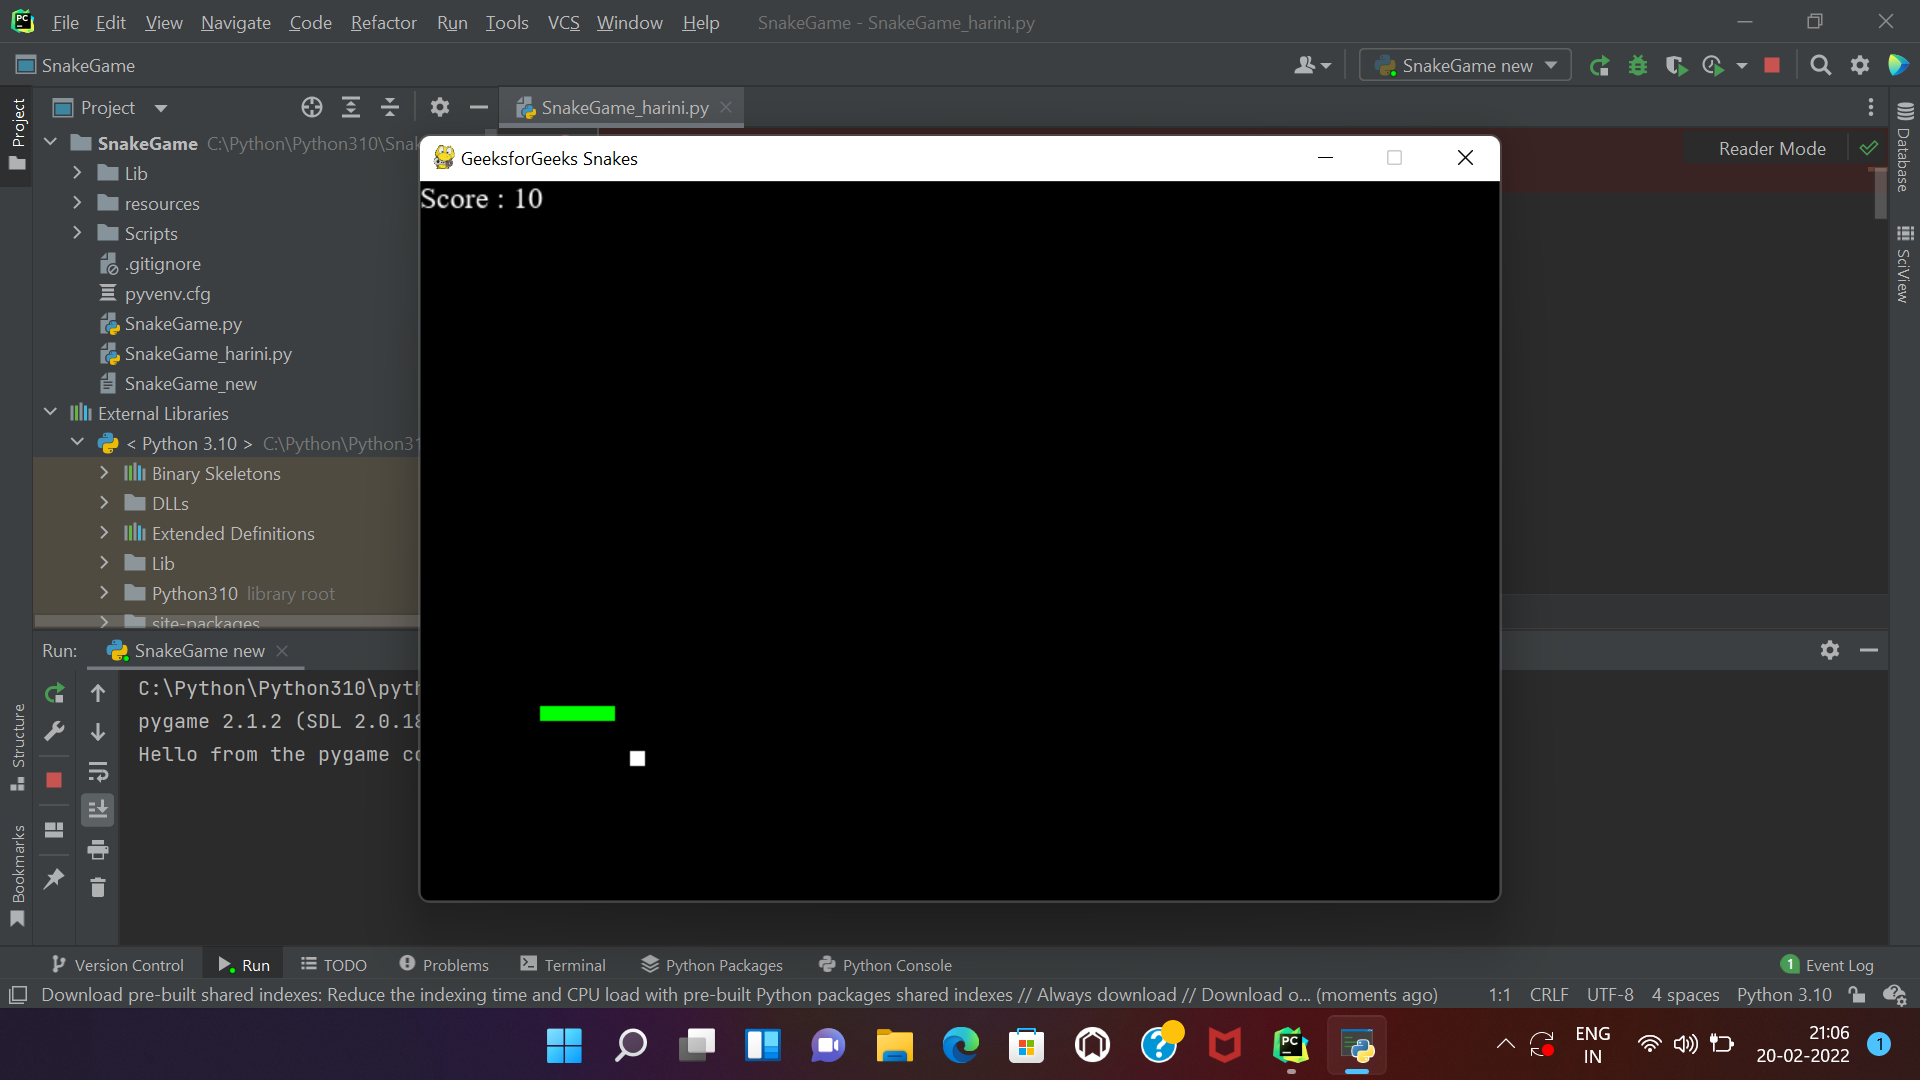 File Edit View Navigate Code Refactor Run Tools VCS Window Help SnakeGame - SnakeGame_harini.py
SnakeGame
SnakeGame new
Project
SnakeGame_harini.py
SnakeGame C:\Python\Python310\Snak
Lib
resources
Scripts
.gitignore
pyvenv.cfg
SnakeGame.py
SnakeGame_harini.py
SnakeGame_new
External Libraries
< Python 3.10 > C:\Python\Python31
Binary Skeletons
DLLs
Extended Definitions
Lib
Python310 library root
site-packages
Project
Structure
Bookmarks
GeeksforGeeks Snakes
Score : 10
Reader Mode
Database
SciView
Run: SnakeGame new
C:\Python\Python310\pyth
pygame 2.1.2 (SDL 2.0.18
Hello from the pygame co
Version Control Run TODO Problems Terminal Python Packages Python Console 1 Event Log
Download pre-built shared indexes: Reduce the indexing time and CPU load with pre-built Python packages shared indexes // Always download // Download o... (moments ago) 1:1 CRLF UTF-8 4 spaces Python 3.10
PC
ENG
IN
21:06
20-02-2022
1